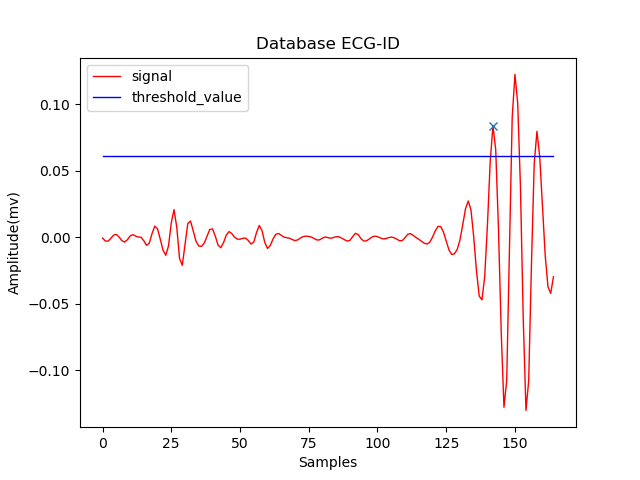 Database ECG-ID
signal
threshold_value
0.10
0.05
0.00
−0.05
−0.10
Amplitude(mv)
0 25 50 75 100 125 150
Samples